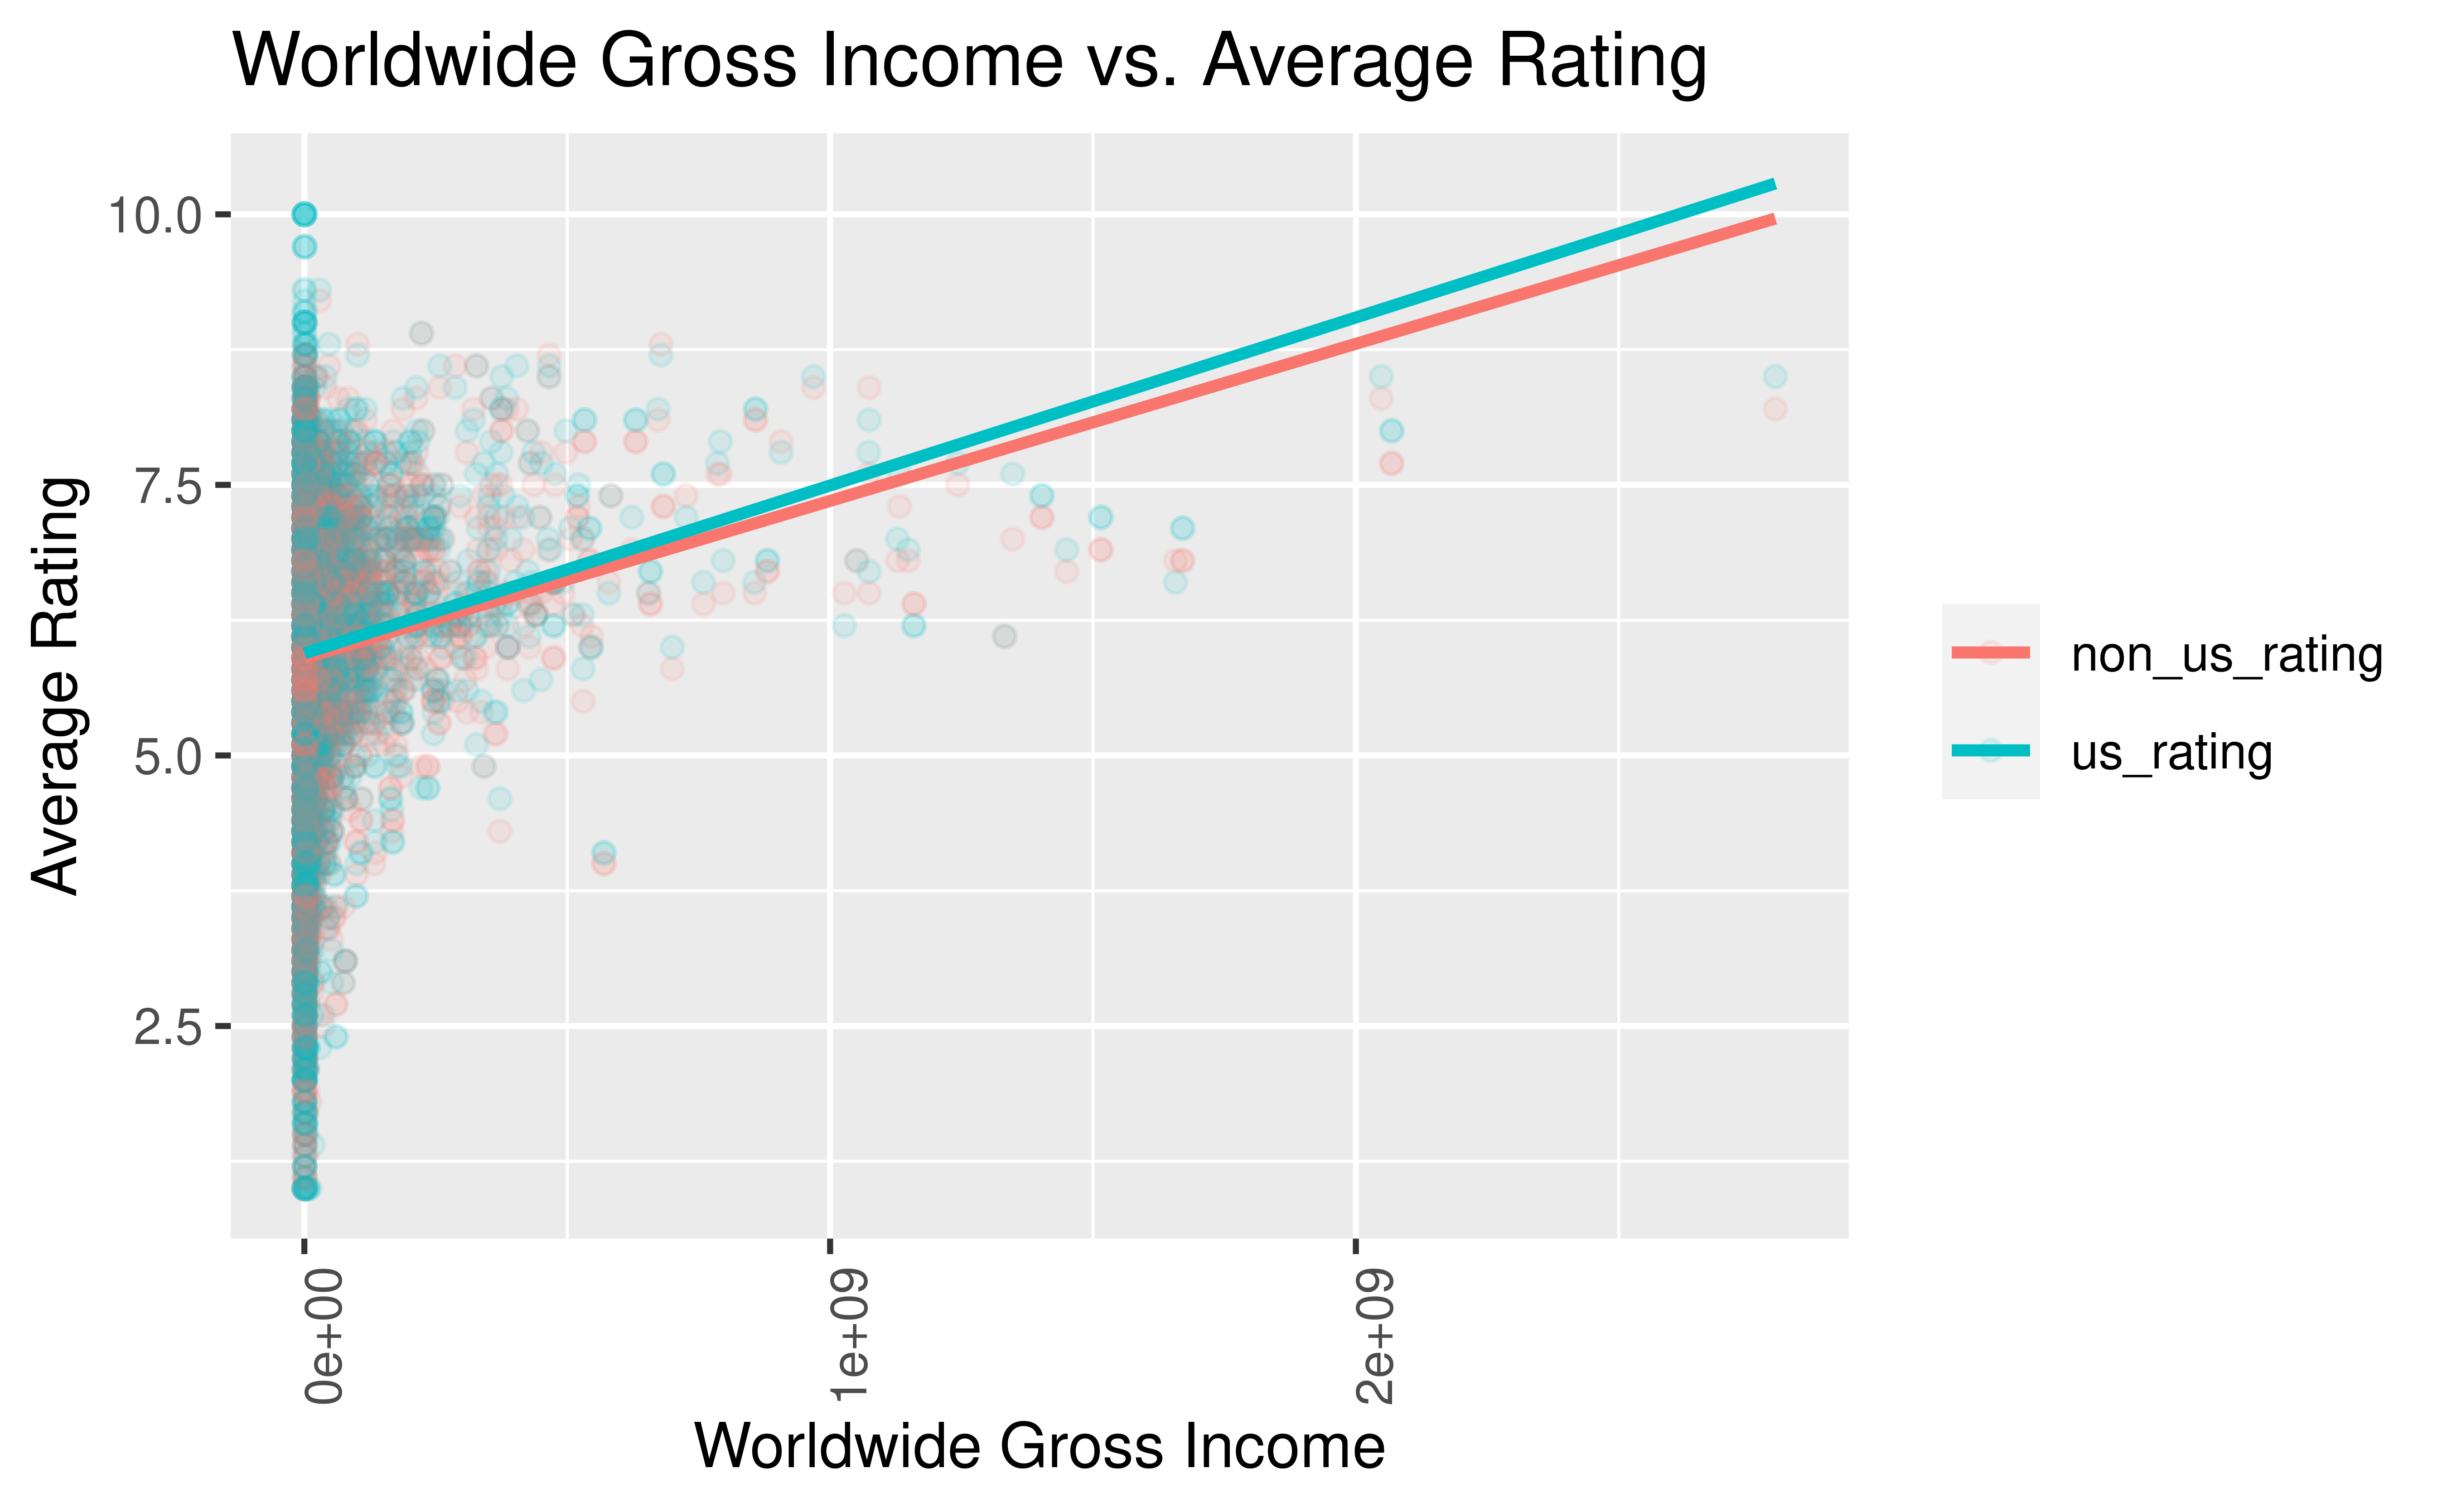 Worldwide Gross Income vs. Average Rating
10.0
7.5
5.0
2.5
Average Rating
0e+00
1e+09
2e+09
Worldwide Gross Income
non_us_rating
us_rating